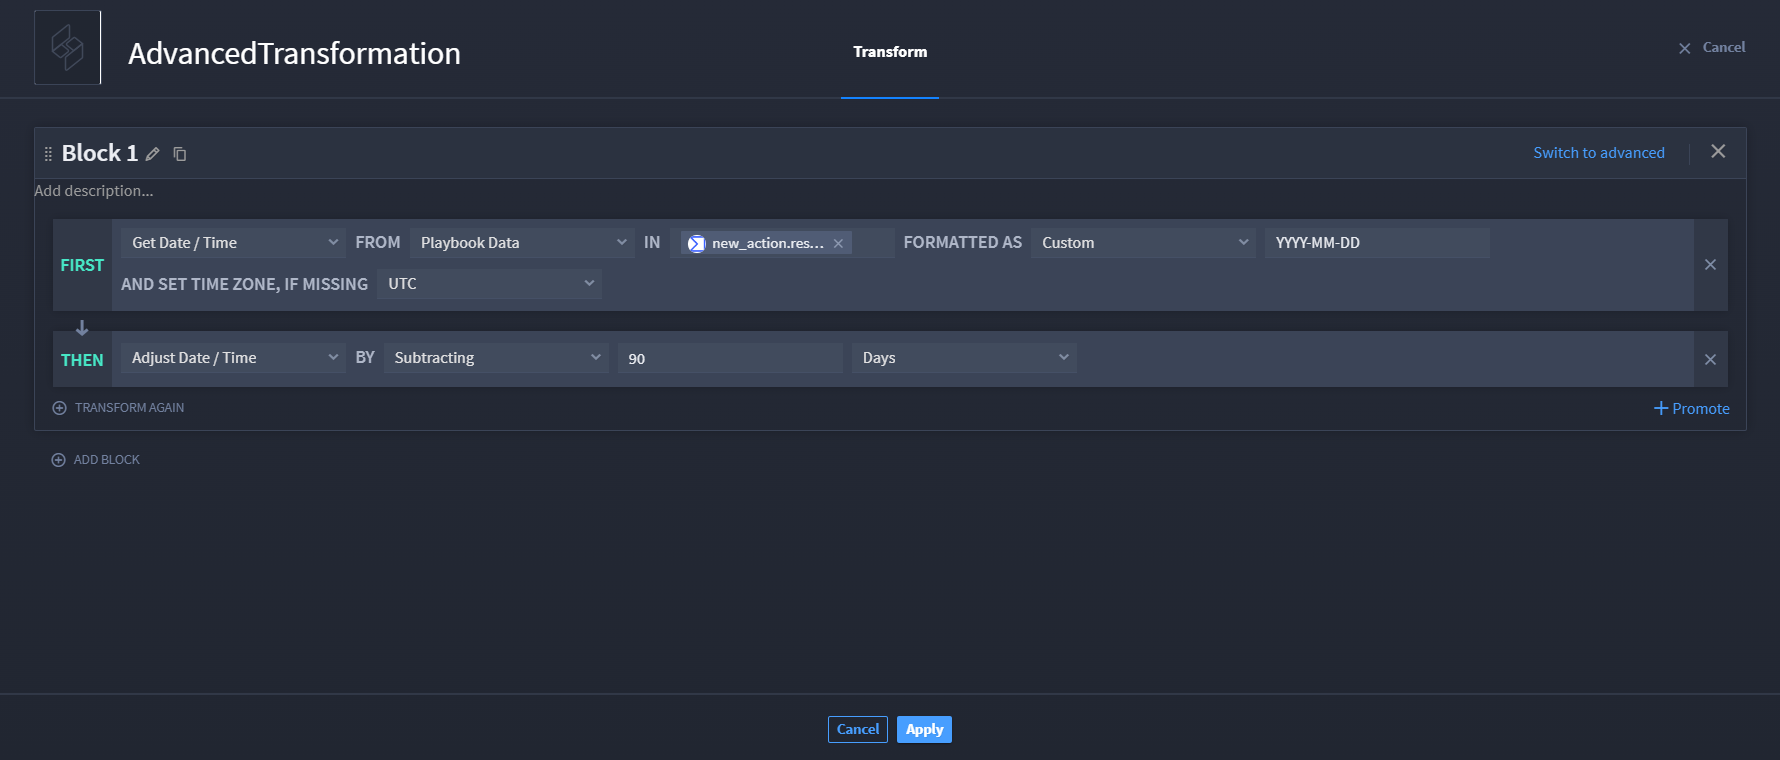 AdvancedTransformation
Transform
Cancel
Block 1
Switch to advanced
Add description...
FIRST
Get Date / Time FROM Playbook Data IN new_action.res... FORMATTED AS Custom YYYY-MM-DD
AND SET TIME ZONE, IF MISSING UTC
THEN
Adjust Date / Time BY Subtracting 90 Days
TRANSFORM AGAIN
Promote
ADD BLOCK
Cancel Apply